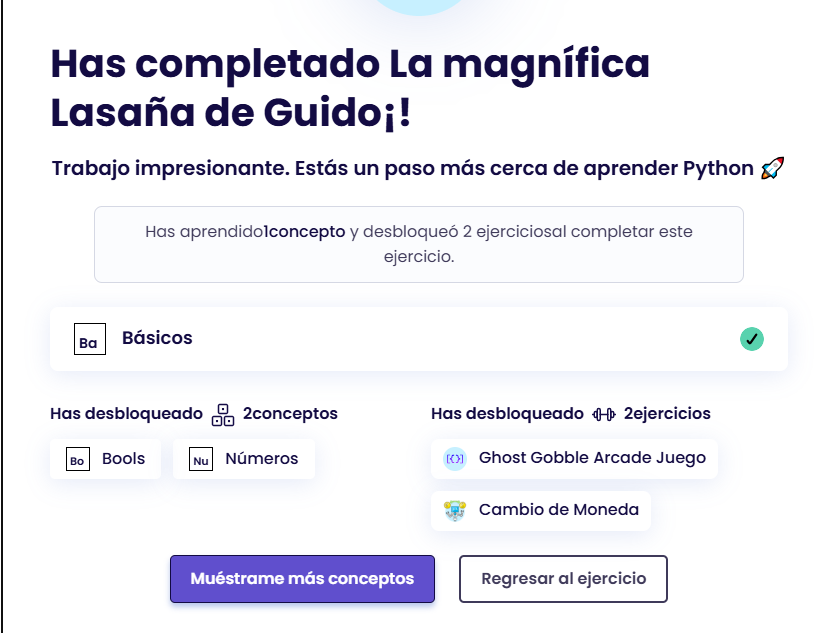 Has completado La magnífica
Lasaña de Guido¡!
Trabajo impresionante. Estás un paso más cerca de aprender Python 🚀
Has aprendido1concepto y desbloqueó 2 ejerciciosal completar este
ejercicio.
Ba Básicos
Has desbloqueado 2conceptos
Bo Bools
Nu Números
Has desbloqueado 2ejercicios
Ghost Gobble Arcade Juego
Cambio de Moneda
Muéstrame más conceptos
Regresar al ejercicio